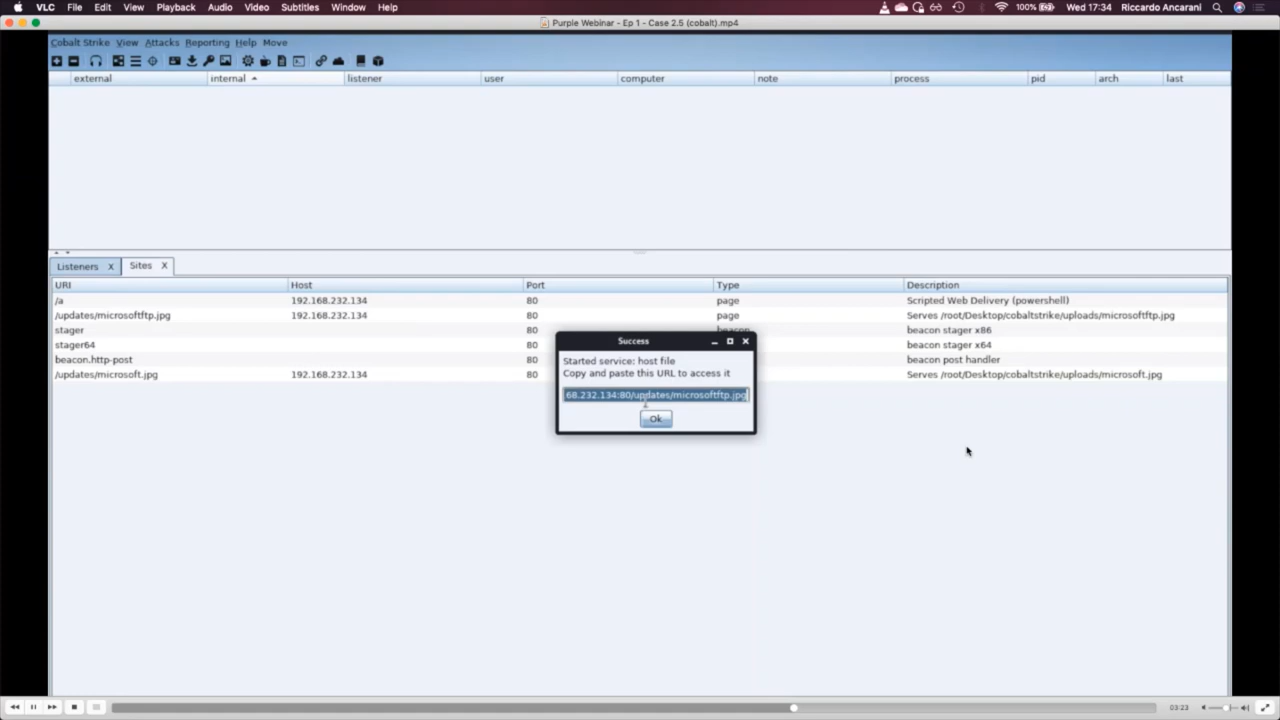 VLC File Edit View Playback Audio Video Subtitles Window Help 100% Wed 17:34 Riccardo Ancarani
Purple Webinar - Ep 1 - Case 2.5 (cobalt).mp4
Cobalt Strike View Attacks Reporting Help Move
external internal listener user computer note process pid arch last
Listeners X Sites X
URI Host Port Type Description
/a 192.168.232.134 80 page Scripted Web Delivery (powershell)
/updates/microsoftftp.jpg 192.168.232.134 80 page Serves /root/Desktop/cobaltstrike/uploads/microsoftftp.jpg
stager 80 beacon beacon stager x86
stager64 80 beacon stager x64
beacon.http-post 80 beacon post handler
/updates/microsoft.jpg 192.168.232.134 80 Serves /root/Desktop/cobaltstrike/uploads/microsoft.jpg
Success
Started service: host file
Copy and paste this URL to access it
68.232.134:80/updates/microsoftftp.jpg
Ok
03:23